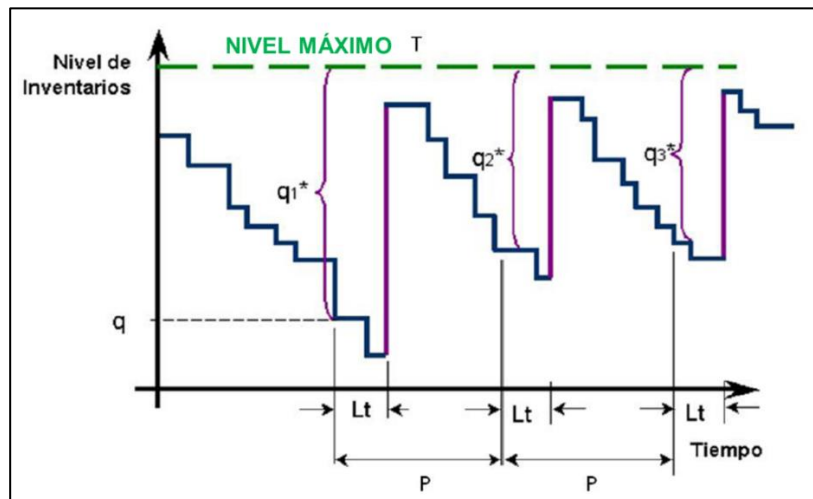 NIVEL MÁXIMO T
Nivel de
Inventarios
q1*
q2*
q3*
q
Lt
Lt
Lt
Tiempo
P
P